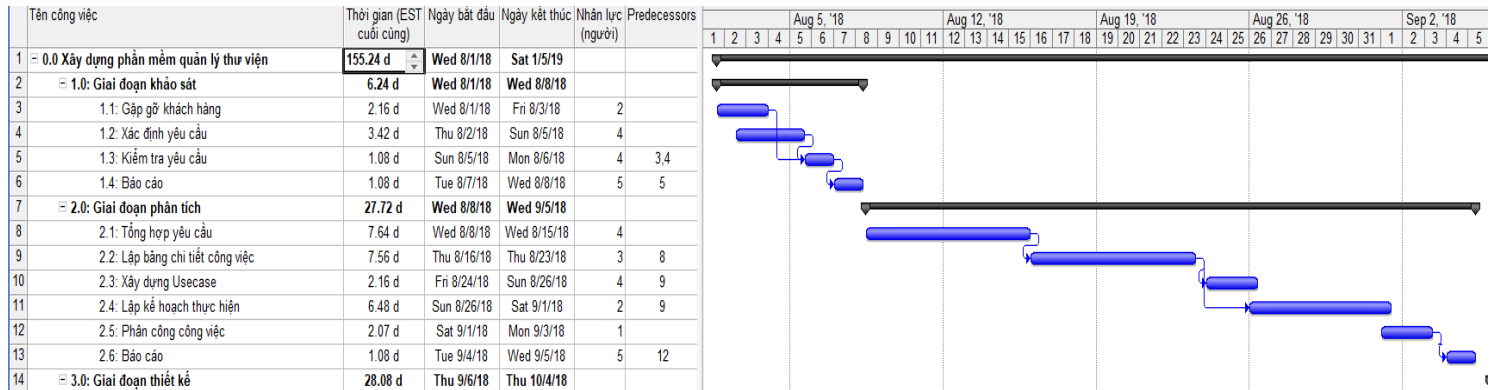 Tên công việc Thời gian (EST cuối cùng) Ngày bắt đầu Ngày kết thúc Nhân lực (người) Predecessors
Aug 5, '18 Aug 12, '18 Aug 19, '18 Aug 26, '18 Sep 2, '18
1 2 3 4 5 6 7 8 9 10 11 12 13 14 15 16 17 18 19 20 21 22 23 24 25 26 27 28 29 30 31 1 2 3 4 5
1 0.0 Xây dựng phần mềm quản lý thư viện 155.24 d Wed 8/1/18 Sat 1/5/19
2 1.0: Giai đoạn khảo sát 6.24 d Wed 8/1/18 Wed 8/8/18
3 1.1: Gặp gỡ khách hàng 2.16 d Wed 8/1/18 Fri 8/3/18 2
4 1.2: Xác định yêu cầu 3.42 d Thu 8/2/18 Sun 8/5/18 4
5 1.3: Kiểm tra yêu cầu 1.08 d Sun 8/5/18 Mon 8/6/18 4 3,4
6 1.4: Báo cáo 1.08 d Tue 8/7/18 Wed 8/8/18 5 5
7 2.0: Giai đoạn phân tích 27.72 d Wed 8/8/18 Wed 9/5/18
8 2.1: Tổng hợp yêu cầu 7.64 d Wed 8/8/18 Wed 8/15/18 4
9 2.2: Lập bảng chi tiết công việc 7.56 d Thu 8/16/18 Thu 8/23/18 3 8
10 2.3: Xây dựng Usecase 2.16 d Fri 8/24/18 Sun 8/26/18 4 9
11 2.4: Lập kế hoạch thực hiện 6.48 d Sun 8/26/18 Sat 9/1/18 2 9
12 2.5: Phân công công việc 2.07 d Sat 9/1/18 Mon 9/3/18 1
13 2.6: Báo cáo 1.08 d Tue 9/4/18 Wed 9/5/18 5 12
14 3.0: Giai đoạn thiết kế 28.08 d Thu 9/6/18 Thu 10/4/18